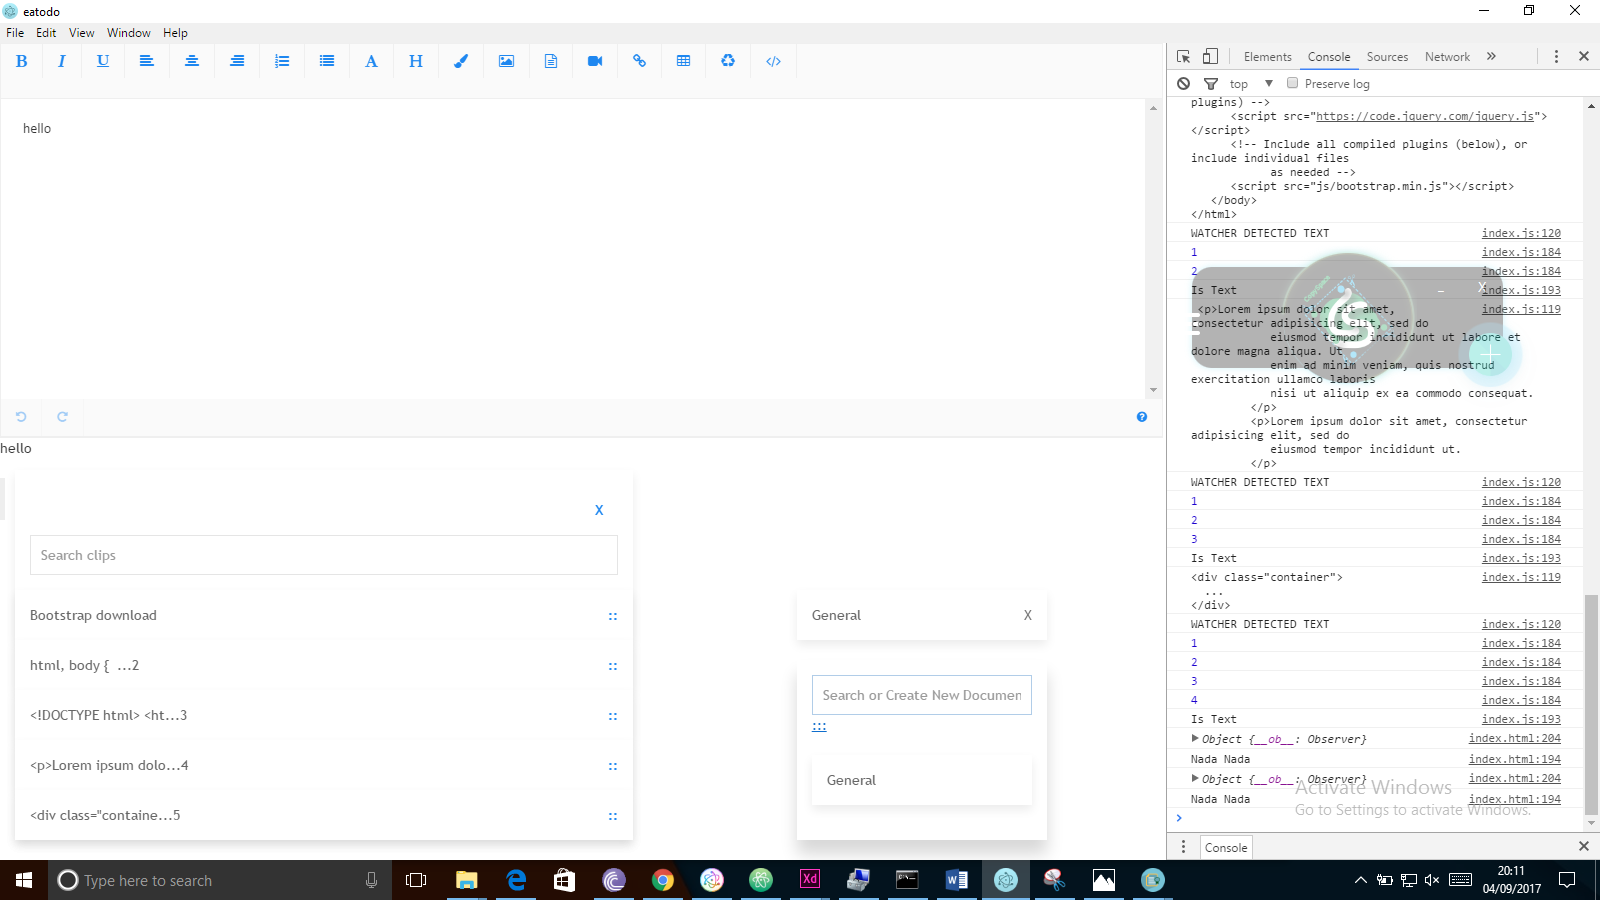 eatodo
File Edit View Window Help
B I U A H </>
hello
hello
X
Search clips
Bootstrap download ::
html, body { ...2 ::
<!DOCTYPE html> <ht...3 ::
<p>Lorem ipsum dolo...4 ::
<div class="containe...5 ::
General X
Search or Create New Documen
:::
General
Elements Console Sources Network »
top Preserve log
plugins) -->
<script src="https://code.jquery.com/jquery.js">
</script>
<!-- Include all compiled plugins (below), or
include individual files
as needed -->
<script src="js/bootstrap.min.js"></script>
</body>
</html>
WATCHER DETECTED TEXT index.js:120
1 index.js:184
2 index.js:184
Is Text index.js:193
<p>Lorem ipsum dolor sit amet, index.js:119
consectetur adipisicing elit, sed do
eiusmod tempor incididunt ut labore et
dolore magna aliqua. Ut
enim ad minim veniam, quis nostrud
exercitation ullamco laboris
nisi ut aliquip ex ea commodo consequat.
</p>
<p>Lorem ipsum dolor sit amet, consectetur
adipisicing elit, sed do
eiusmod tempor incididunt ut.
</p>
WATCHER DETECTED TEXT index.js:120
1 index.js:184
2 index.js:184
3 index.js:184
Is Text index.js:193
<div class="container"> index.js:119
...
</div>
WATCHER DETECTED TEXT index.js:120
1 index.js:184
2 index.js:184
3 index.js:184
4 index.js:184
Is Text index.js:193
Object {__ob__: Observer} index.html:204
Nada Nada index.html:194
Object {__ob__: Observer} index.html:204
Nada Nada index.html:194
Activate Windows
Go to Settings to activate Windows.
Console
Type here to search
Xd
20:11
04/09/2017